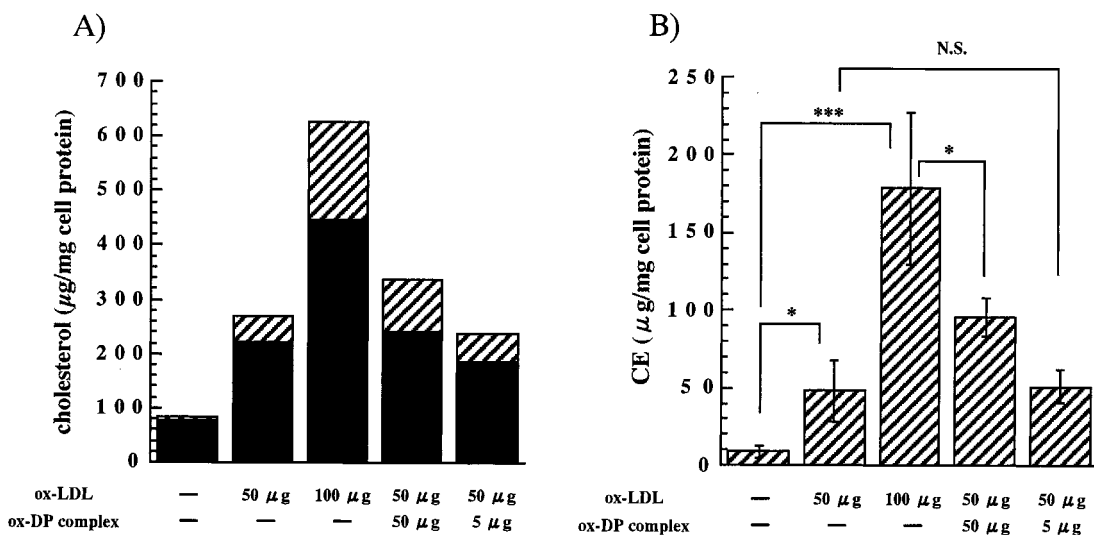 A)
B)
N.S.
cholesterol (µg/mg cell protein)
700
600
500
400
300
200
100
0
CE (µg/mg cell protein)
250
200
150
100
50
0
***
*
*
ox-LDL — 50 µg 100 µg 50 µg 50 µg
ox-DP complex — — — 50 µg 5 µg
ox-LDL — 50 µg 100 µg 50 µg 50 µg
ox-DP complex — — — 50 µg 5 µg